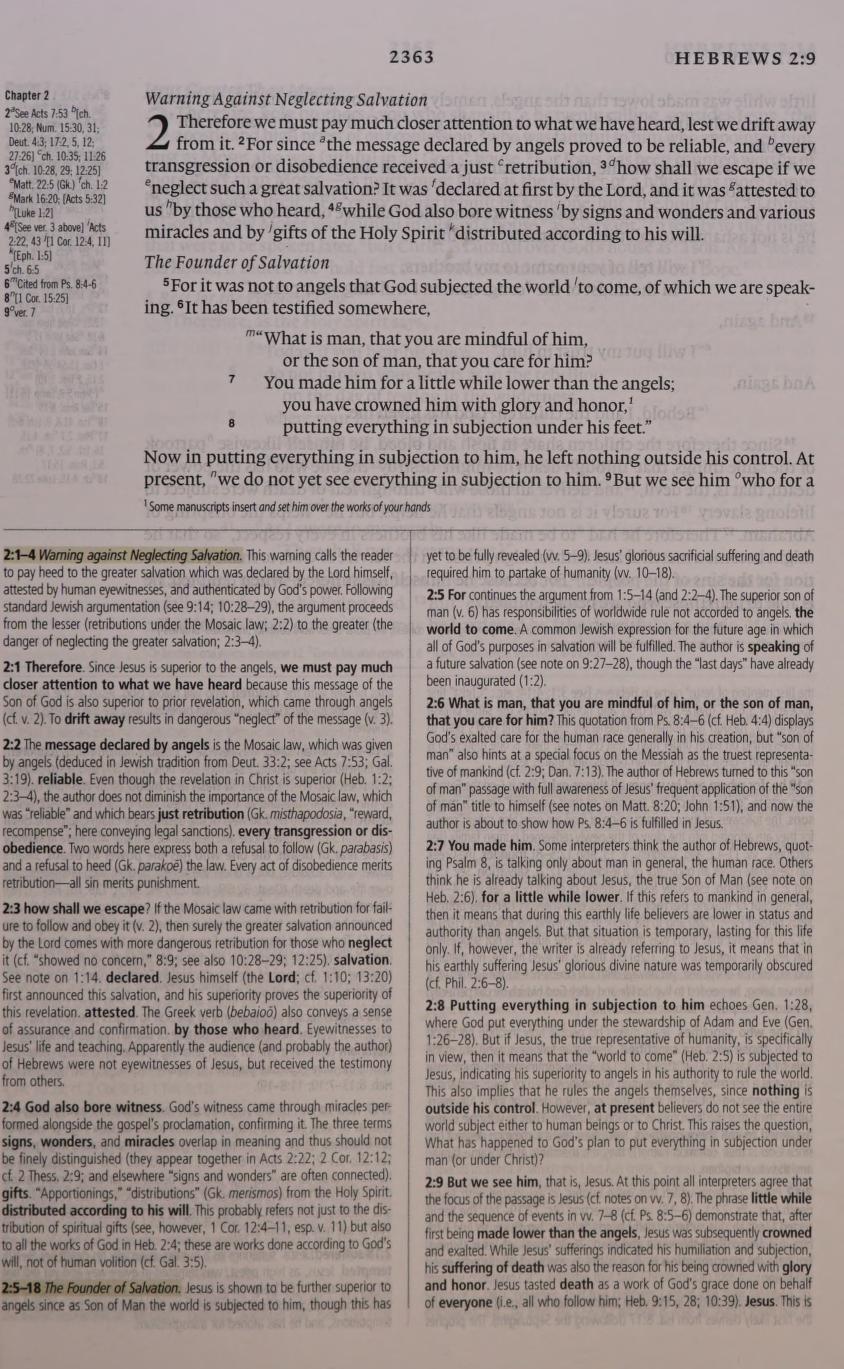 2363
HEBREWS 2:9
Chapter 2
2ᵃSee Acts 7:53 ᵇ[ch.
10:28; Num. 15:30, 31;
Deut. 4:3; 17:2, 5, 12;
27:26] ᶜch. 10:35; 11:26
3ᵈ[ch. 10:28, 29; 12:25]
ᵉMatt. 22:5 (Gk.) ᶠch. 1:2
ᵍMark 16:20; [Acts 5:32]
ʰ[Luke 1:2]
4ᵍ[See ver. 3 above] ⁱActs
2:22, 43 ʲ[1 Cor. 12:4, 11]
ᵏ[Eph. 1:5]
5ˡch. 6:5
6ᵐCited from Ps. 8:4-6
8ⁿ[1 Cor. 15:25]
9ᵒver. 7
Warning Against Neglecting Salvation
2 Therefore we must pay much closer attention to what we have heard, lest we drift away
from it. ²For since ᵃthe message declared by angels proved to be reliable, and ᵇevery
transgression or disobedience received a just ᶜretribution, ³ᵈhow shall we escape if we
ᵉneglect such a great salvation? It was ᶠdeclared at first by the Lord, and it was ᵍattested to
us ʰby those who heard, ⁴ᵍwhile God also bore witness ⁱby signs and wonders and various
miracles and by ʲgifts of the Holy Spirit ᵏdistributed according to his will.
The Founder of Salvation
⁵For it was not to angels that God subjected the world ˡto come, of which we are speak-
ing. ⁶It has been testified somewhere,
ᵐ“What is man, that you are mindful of him,
or the son of man, that you care for him?
7 You made him for a little while lower than the angels;
you have crowned him with glory and honor,¹
8 putting everything in subjection under his feet.”
Now in putting everything in subjection to him, he left nothing outside his control. At
present, ⁿwe do not yet see everything in subjection to him. ⁹But we see him ᵒwho for a
¹ Some manuscripts insert and set him over the works of your hands
2:1–4 Warning against Neglecting Salvation. This warning calls the reader
to pay heed to the greater salvation which was declared by the Lord himself,
attested by human eyewitnesses, and authenticated by God's power. Following
standard Jewish argumentation (see 9:14; 10:28–29), the argument proceeds
from the lesser (retributions under the Mosaic law; 2:2) to the greater (the
danger of neglecting the greater salvation; 2:3–4).
2:1 Therefore. Since Jesus is superior to the angels, we must pay much
closer attention to what we have heard because this message of the
Son of God is also superior to prior revelation, which came through angels
(cf. v. 2). To drift away results in dangerous “neglect” of the message (v. 3).
2:2 The message declared by angels is the Mosaic law, which was given
by angels (deduced in Jewish tradition from Deut. 33:2; see Acts 7:53; Gal.
3:19). reliable. Even though the revelation in Christ is superior (Heb. 1:2;
2:3–4), the author does not diminish the importance of the Mosaic law, which
was “reliable” and which bears just retribution (Gk. misthapodosia, “reward,
recompense”; here conveying legal sanctions). every transgression or dis-
obedience. Two words here express both a refusal to follow (Gk. parabasis)
and a refusal to heed (Gk. parakoē) the law. Every act of disobedience merits
retribution—all sin merits punishment.
2:3 how shall we escape? If the Mosaic law came with retribution for fail-
ure to follow and obey it (v. 2), then surely the greater salvation announced
by the Lord comes with more dangerous retribution for those who neglect
it (cf. “showed no concern,” 8:9; see also 10:28–29; 12:25). salvation.
See note on 1:14. declared. Jesus himself (the Lord; cf. 1:10; 13:20)
first announced this salvation, and his superiority proves the superiority of
this revelation. attested. The Greek verb (bebaioō) also conveys a sense
of assurance and confirmation. by those who heard. Eyewitnesses to
Jesus' life and teaching. Apparently the audience (and probably the author)
of Hebrews were not eyewitnesses of Jesus, but received the testimony
from others.
2:4 God also bore witness. God's witness came through miracles per-
formed alongside the gospel's proclamation, confirming it. The three terms
signs, wonders, and miracles overlap in meaning and thus should not
be finely distinguished (they appear together in Acts 2:22; 2 Cor. 12:12;
cf. 2 Thess. 2:9; and elsewhere “signs and wonders” are often connected).
gifts. “Apportionings,” “distributions” (Gk. merismos) from the Holy Spirit.
distributed according to his will. This probably refers not just to the dis-
tribution of spiritual gifts (see, however, 1 Cor. 12:4–11, esp. v. 11) but also
to all the works of God in Heb. 2:4; these are works done according to God's
will, not of human volition (cf. Gal. 3:5).
2:5–18 The Founder of Salvation. Jesus is shown to be further superior to
angels since as Son of Man the world is subjected to him, though this has
yet to be fully revealed (vv. 5–9). Jesus' glorious sacrificial suffering and death
required him to partake of humanity (vv. 10–18).
2:5 For continues the argument from 1:5–14 (and 2:2–4). The superior son of
man (v. 6) has responsibilities of worldwide rule not accorded to angels. the
world to come. A common Jewish expression for the future age in which
all of God's purposes in salvation will be fulfilled. The author is speaking of
a future salvation (see note on 9:27–28), though the “last days” have already
been inaugurated (1:2).
2:6 What is man, that you are mindful of him, or the son of man,
that you care for him? This quotation from Ps. 8:4–6 (cf. Heb. 4:4) displays
God's exalted care for the human race generally in his creation, but “son of
man” also hints at a special focus on the Messiah as the truest representa-
tive of mankind (cf. 2:9; Dan. 7:13). The author of Hebrews turned to this “son
of man” passage with full awareness of Jesus' frequent application of the “son
of man” title to himself (see notes on Matt. 8:20; John 1:51), and now the
author is about to show how Ps. 8:4–6 is fulfilled in Jesus.
2:7 You made him. Some interpreters think the author of Hebrews, quot-
ing Psalm 8, is talking only about man in general, the human race. Others
think he is already talking about Jesus, the true Son of Man (see note on
Heb. 2:6). for a little while lower. If this refers to mankind in general,
then it means that during this earthly life believers are lower in status and
authority than angels. But that situation is temporary, lasting for this life
only. If, however, the writer is already referring to Jesus, it means that in
his earthly suffering Jesus' glorious divine nature was temporarily obscured
(cf. Phil. 2:6–8).
2:8 Putting everything in subjection to him echoes Gen. 1:28,
where God put everything under the stewardship of Adam and Eve (Gen.
1:26–28). But if Jesus, the true representative of humanity, is specifically
in view, then it means that the “world to come” (Heb. 2:5) is subjected to
Jesus, indicating his superiority to angels in his authority to rule the world.
This also implies that he rules the angels themselves, since nothing is
outside his control. However, at present believers do not see the entire
world subject either to human beings or to Christ. This raises the question,
What has happened to God's plan to put everything in subjection under
man (or under Christ)?
2:9 But we see him, that is, Jesus. At this point all interpreters agree that
the focus of the passage is Jesus (cf. notes on vv. 7, 8). The phrase little while
and the sequence of events in vv. 7–8 (cf. Ps. 8:5–6) demonstrate that, after
first being made lower than the angels, Jesus was subsequently crowned
and exalted. While Jesus' sufferings indicated his humiliation and subjection,
his suffering of death was also the reason for his being crowned with glory
and honor. Jesus tasted death as a work of God's grace done on behalf
of everyone (i.e., all who follow him; Heb. 9:15, 28; 10:39). Jesus. This is